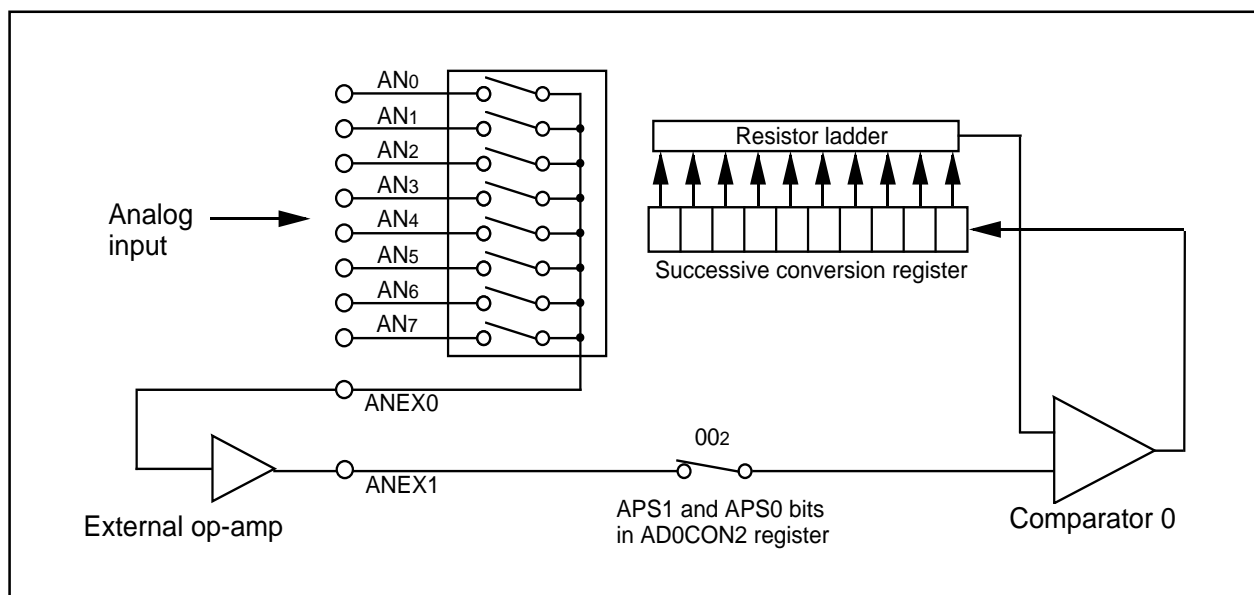 AN0
AN1
AN2
AN3
AN4
AN5
AN6
AN7
Analog
input
Resistor ladder
Successive conversion register
ANEX0
ANEX1
External op-amp
002
APS1 and APS0 bits
in AD0CON2 register
Comparator 0